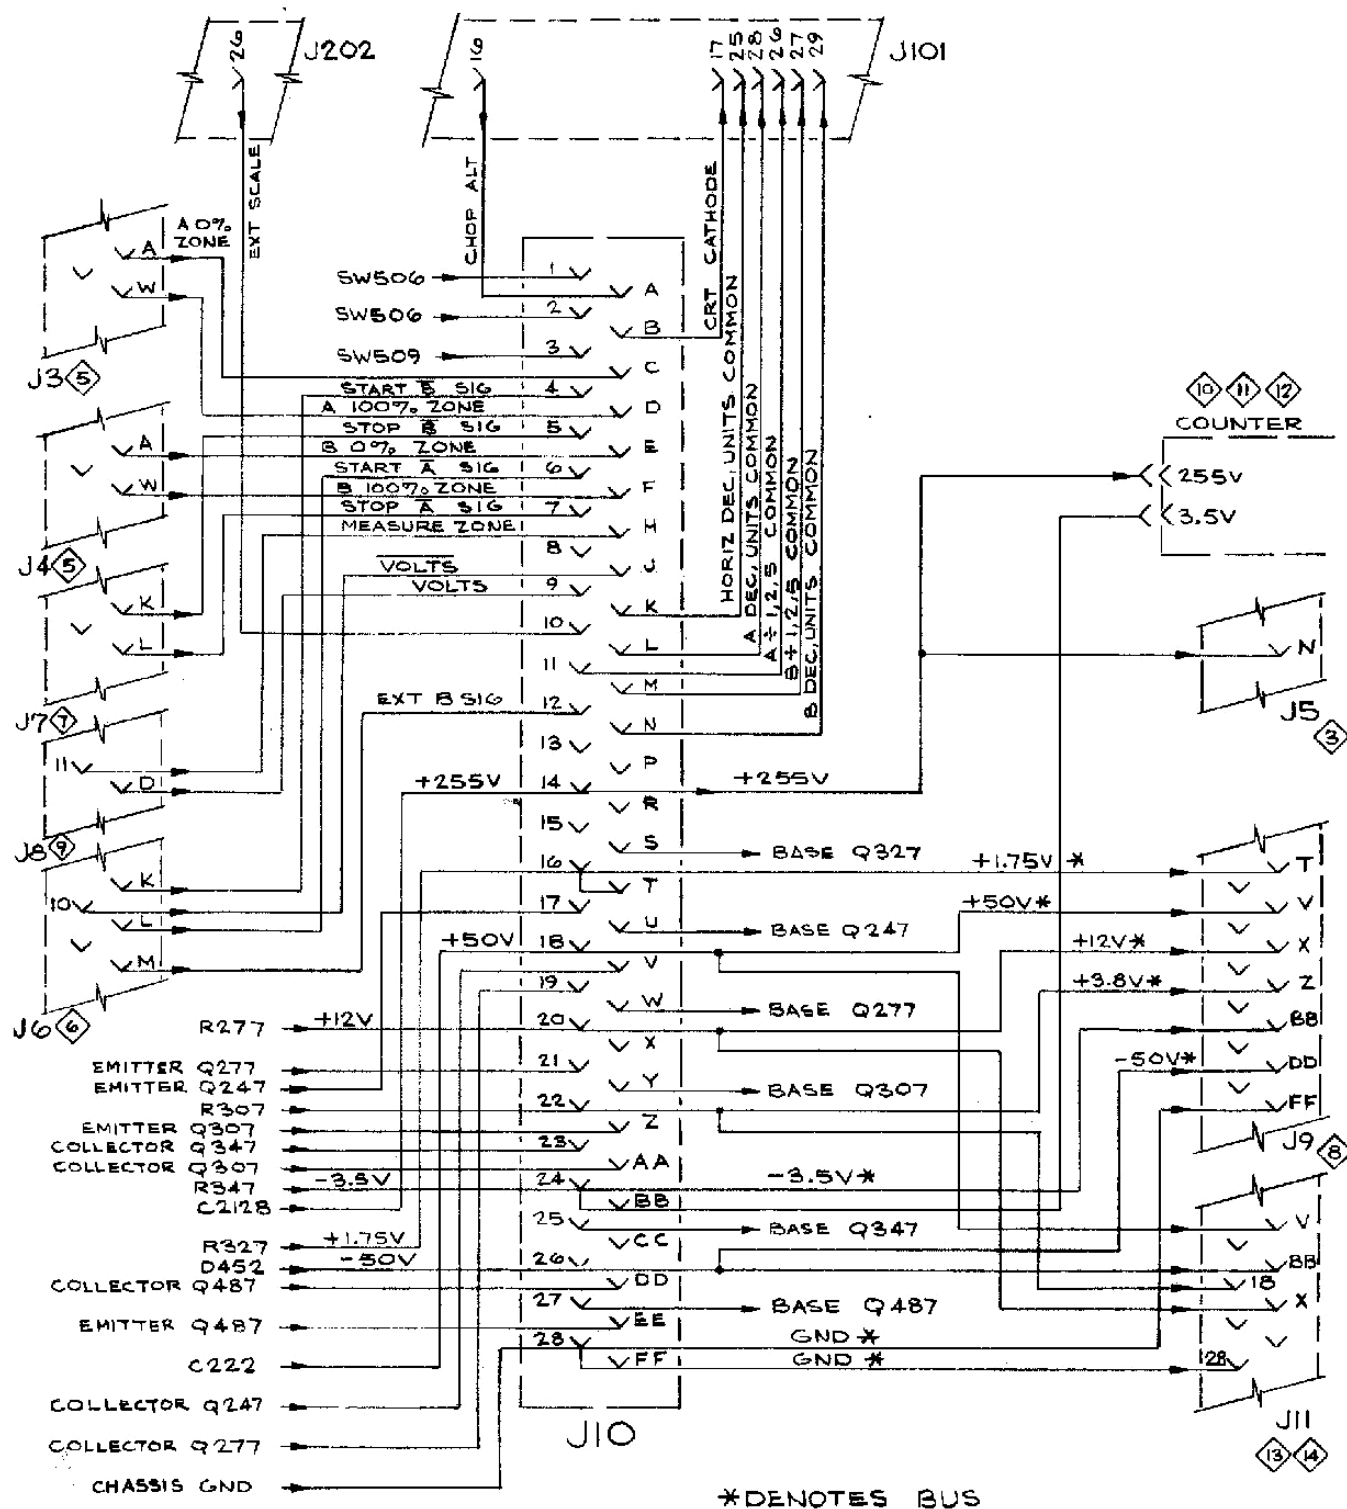 26
J202
16
17
25
28
26
27
29
J101
EXT SCALE
CHOP ALT
CRT CATHODE
HORIZ DEC, UNITS COMMON
A DEC, UNITS COMMON
A ÷ 1,2,5 COMMON
B ÷ 1,2,5 COMMON
B DEC, UNITS COMMON
A 0%
ZONE
A
W
J3 5
A
W
J4 5
K
L
J7 7
11
D
J8 9
K
10
L
M
J6 6
SW506
1
A
SW506
2
B
SW509
3
C
START B̅ SIG
4
A 100% ZONE
D
STOP B̅ SIG
5
B 0% ZONE
E
START A̅ SIG
6
B 100% ZONE
F
STOP A̅ SIG
7
MEASURE ZONE
H
8
V̅O̅L̅T̅S̅
J
VOLTS
9
K
10
L
11
M
EXT B SIG
12
N
13
P
+255V
14
+255V
R
15
S
BASE Q327
16
+1.75V *
T
17
+50V*
U
BASE Q247
+50V
18
+12V*
V
19
+3.8V*
W
BASE Q277
R277
+12V
20
X
EMITTER Q277
21
-50V*
EMITTER Q247
Y
BASE Q307
R307
22
EMITTER Q307
Z
COLLECTOR Q347
23
COLLECTOR Q307
AA
R347
-3.5V
24
-3.5V*
C2128
BB
25
BASE Q347
R327
+1.75V
CC
D452
-50V
26
COLLECTOR Q487
DD
27
BASE Q487
EMITTER Q487
EE
28
GND *
C222
FF
GND *
COLLECTOR Q247
J10
COLLECTOR Q277
CHASSIS GND
10 11 12
COUNTER
255V
3.5V
N
J5
3
T
V
X
Z
BB
DD
FF
J9 8
V
BB
18
X
28
J11
13 14
*DENOTES BUS